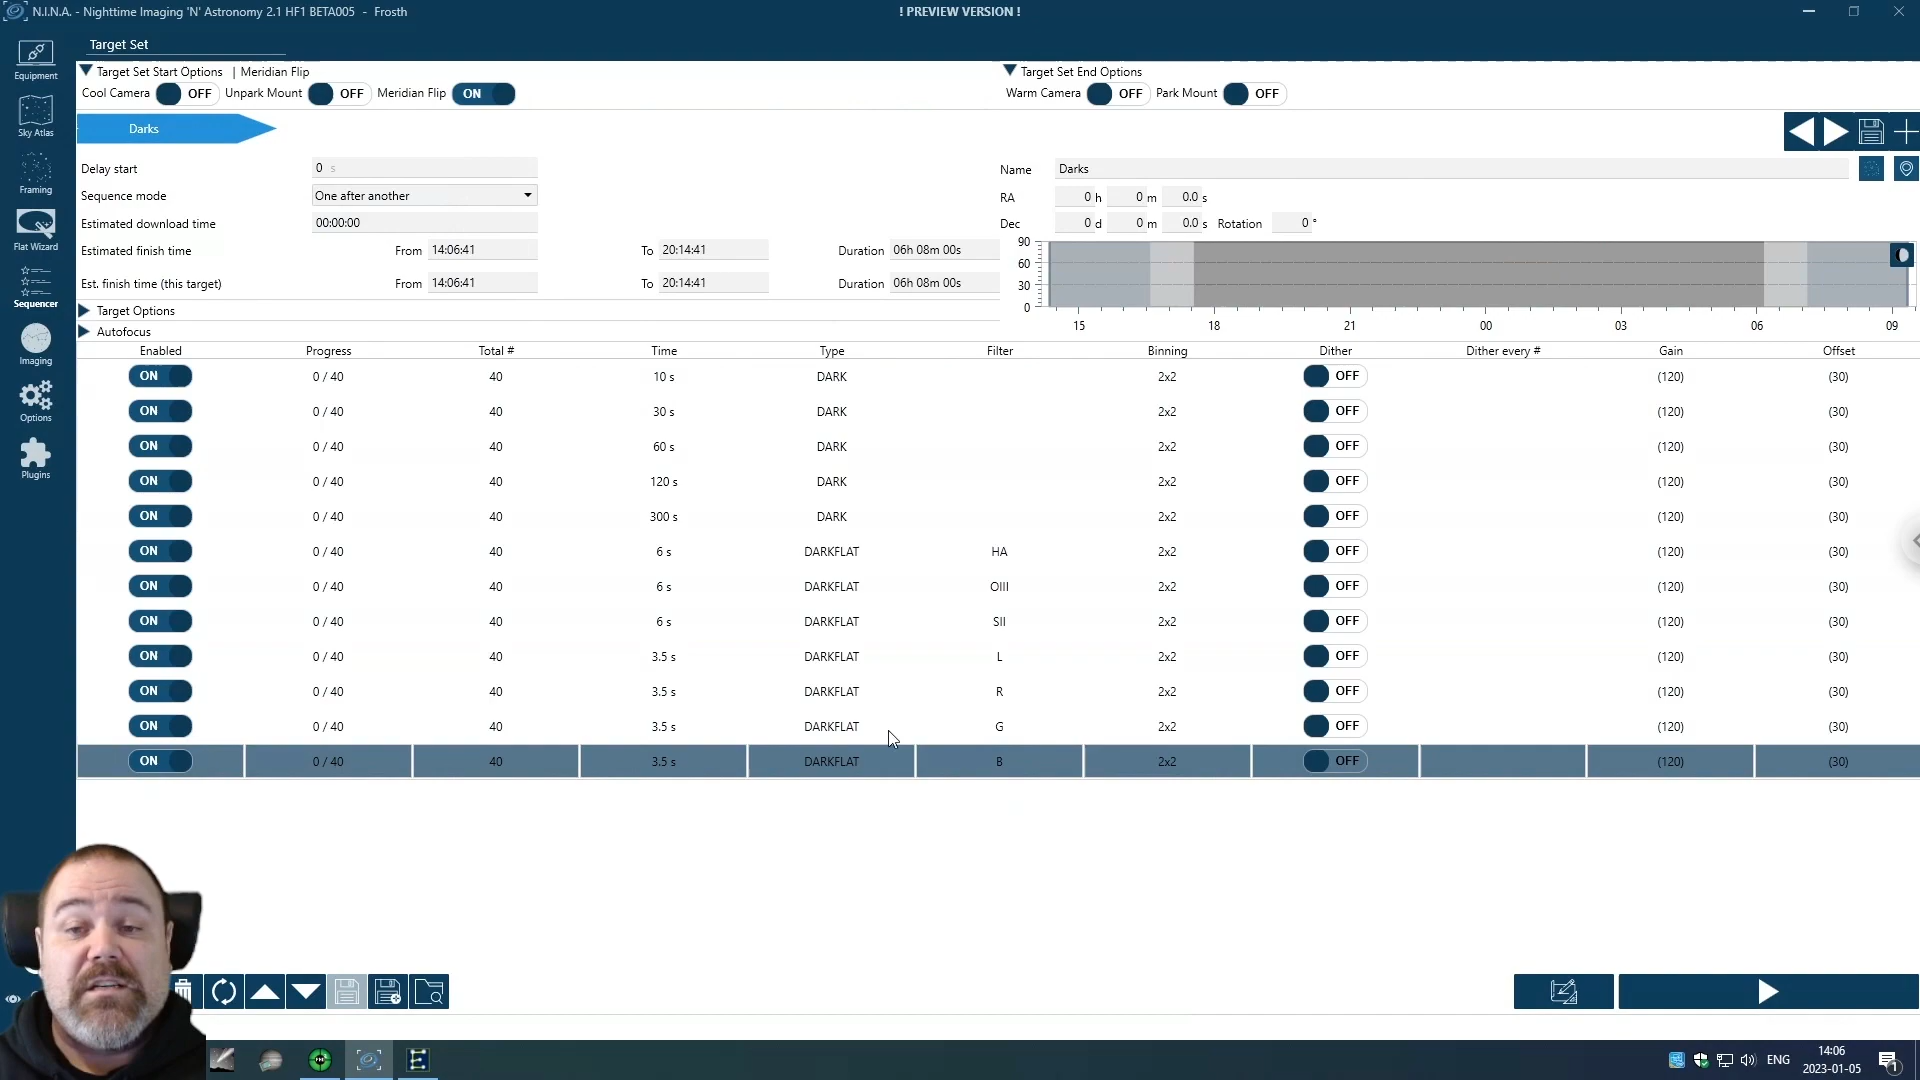 N.I.N.A. - Nighttime Imaging 'N' Astronomy 2.1 HF1 BETA005 - Frosth
! PREVIEW VERSION !
Equipment
Sky Atlas
Framing
Flat Wizard
Sequencer
Imaging
Options
Plugins
Target Set
Target Set Start Options | Meridian Flip
Cool Camera OFF Unpark Mount OFF Meridian Flip ON
Target Set End Options
Warm Camera OFF Park Mount OFF
Darks
Delay start 0 s
Sequence mode One after another
Estimated download time 00:00:00
Estimated finish time From 14:06:41 To 20:14:41 Duration 06h 08m 00s
Est. finish time (this target) From 14:06:41 To 20:14:41 Duration 06h 08m 00s
Target Options
Autofocus
Name Darks
RA 0 h 0 m 0.0 s
Dec 0 d 0 m 0.0 s Rotation 0 °
90
60
30
0
15 18 21 00 03 06 09
Enabled Progress Total # Time Type Filter Binning Dither Dither every # Gain Offset
ON 0 / 40 40 10 s DARK 2x2 OFF (120) (30)
ON 0 / 40 40 30 s DARK 2x2 OFF (120) (30)
ON 0 / 40 40 60 s DARK 2x2 OFF (120) (30)
ON 0 / 40 40 120 s DARK 2x2 OFF (120) (30)
ON 0 / 40 40 300 s DARK 2x2 OFF (120) (30)
ON 0 / 40 40 6 s DARKFLAT HA 2x2 OFF (120) (30)
ON 0 / 40 40 6 s DARKFLAT OIII 2x2 OFF (120) (30)
ON 0 / 40 40 6 s DARKFLAT SII 2x2 OFF (120) (30)
ON 0 / 40 40 3.5 s DARKFLAT L 2x2 OFF (120) (30)
ON 0 / 40 40 3.5 s DARKFLAT R 2x2 OFF (120) (30)
ON 0 / 40 40 3.5 s DARKFLAT G 2x2 OFF (120) (30)
ON 0 / 40 40 3.5 s DARKFLAT B 2x2 OFF (120) (30)
ENG
14:06
2023-01-05
1